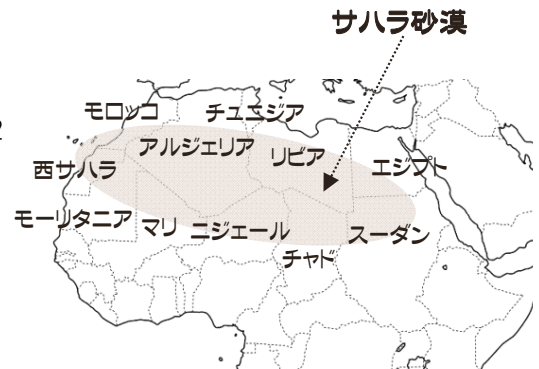 サハラ砂漠
モロッコ
チュニジア
アルジェリア
リビア
エジプト
西サハラ
モーリタニア
マリ
ニジェール
スーダン
チャド